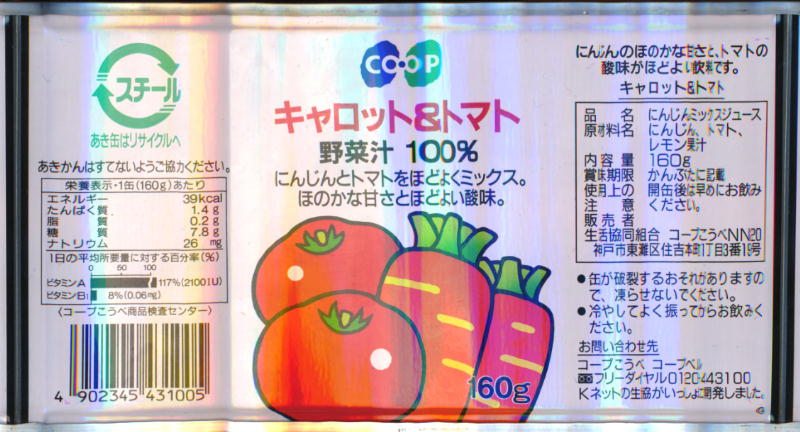 スチール
あき缶はリサイクルへ
あきかんはすてないようご協力ください。
栄養表示・1缶(160g)あたり
エネルギー 39kcal
たんぱく質 1.4 g
脂質 0.2 g
糖質 7.8 g
ナトリウム 26 mg
1日の平均所要量に対する百分率(%)
0 50 100
ビタミンA 117%(2100IU)
ビタミンB1 8%(0.06mg)
〈コープこうべ商品検査センター〉
4 902345 431005
CO・OP
キャロット&トマト
野菜汁 100%
にんじんとトマトをほどよくミックス。
ほのかな甘さとほどよい酸味。
160g
にんじんのほのかな甘さと、トマトの
酸味がほどよい飲料です。
キャロット&トマト
品名 にんじんミックスジュース
原材料名 にんじん、トマト、
レモン果汁
内容量 160g
賞味期限 かんぶたに記載
使用上の 開缶後は早めにお飲み
注意 ください。
販売者
生活協同組合 コープこうべNN20
神戸市東灘区住吉本町1丁目3番19号
●缶が破裂するおそれがありますの
で、凍らせないでください。
●冷やしてよく振ってからお飲みく
ださい。
お問い合わせ先
コープこうべ コープベル
フリーダイヤル0120-443100
Kネットの生協がいっしょに開発しました。